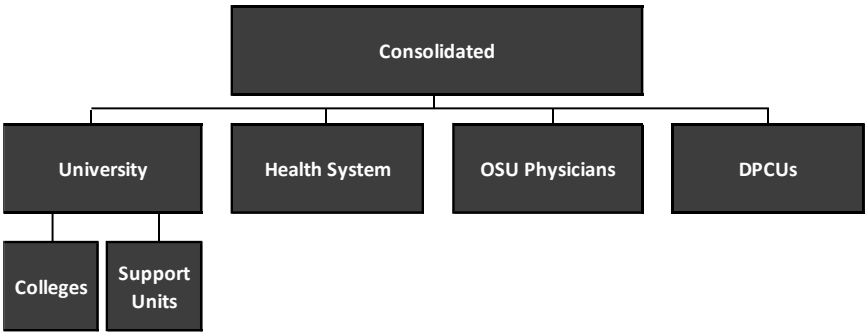 Consolidated
University
Health System
OSU Physicians
DPCUs
Colleges
Support
Units